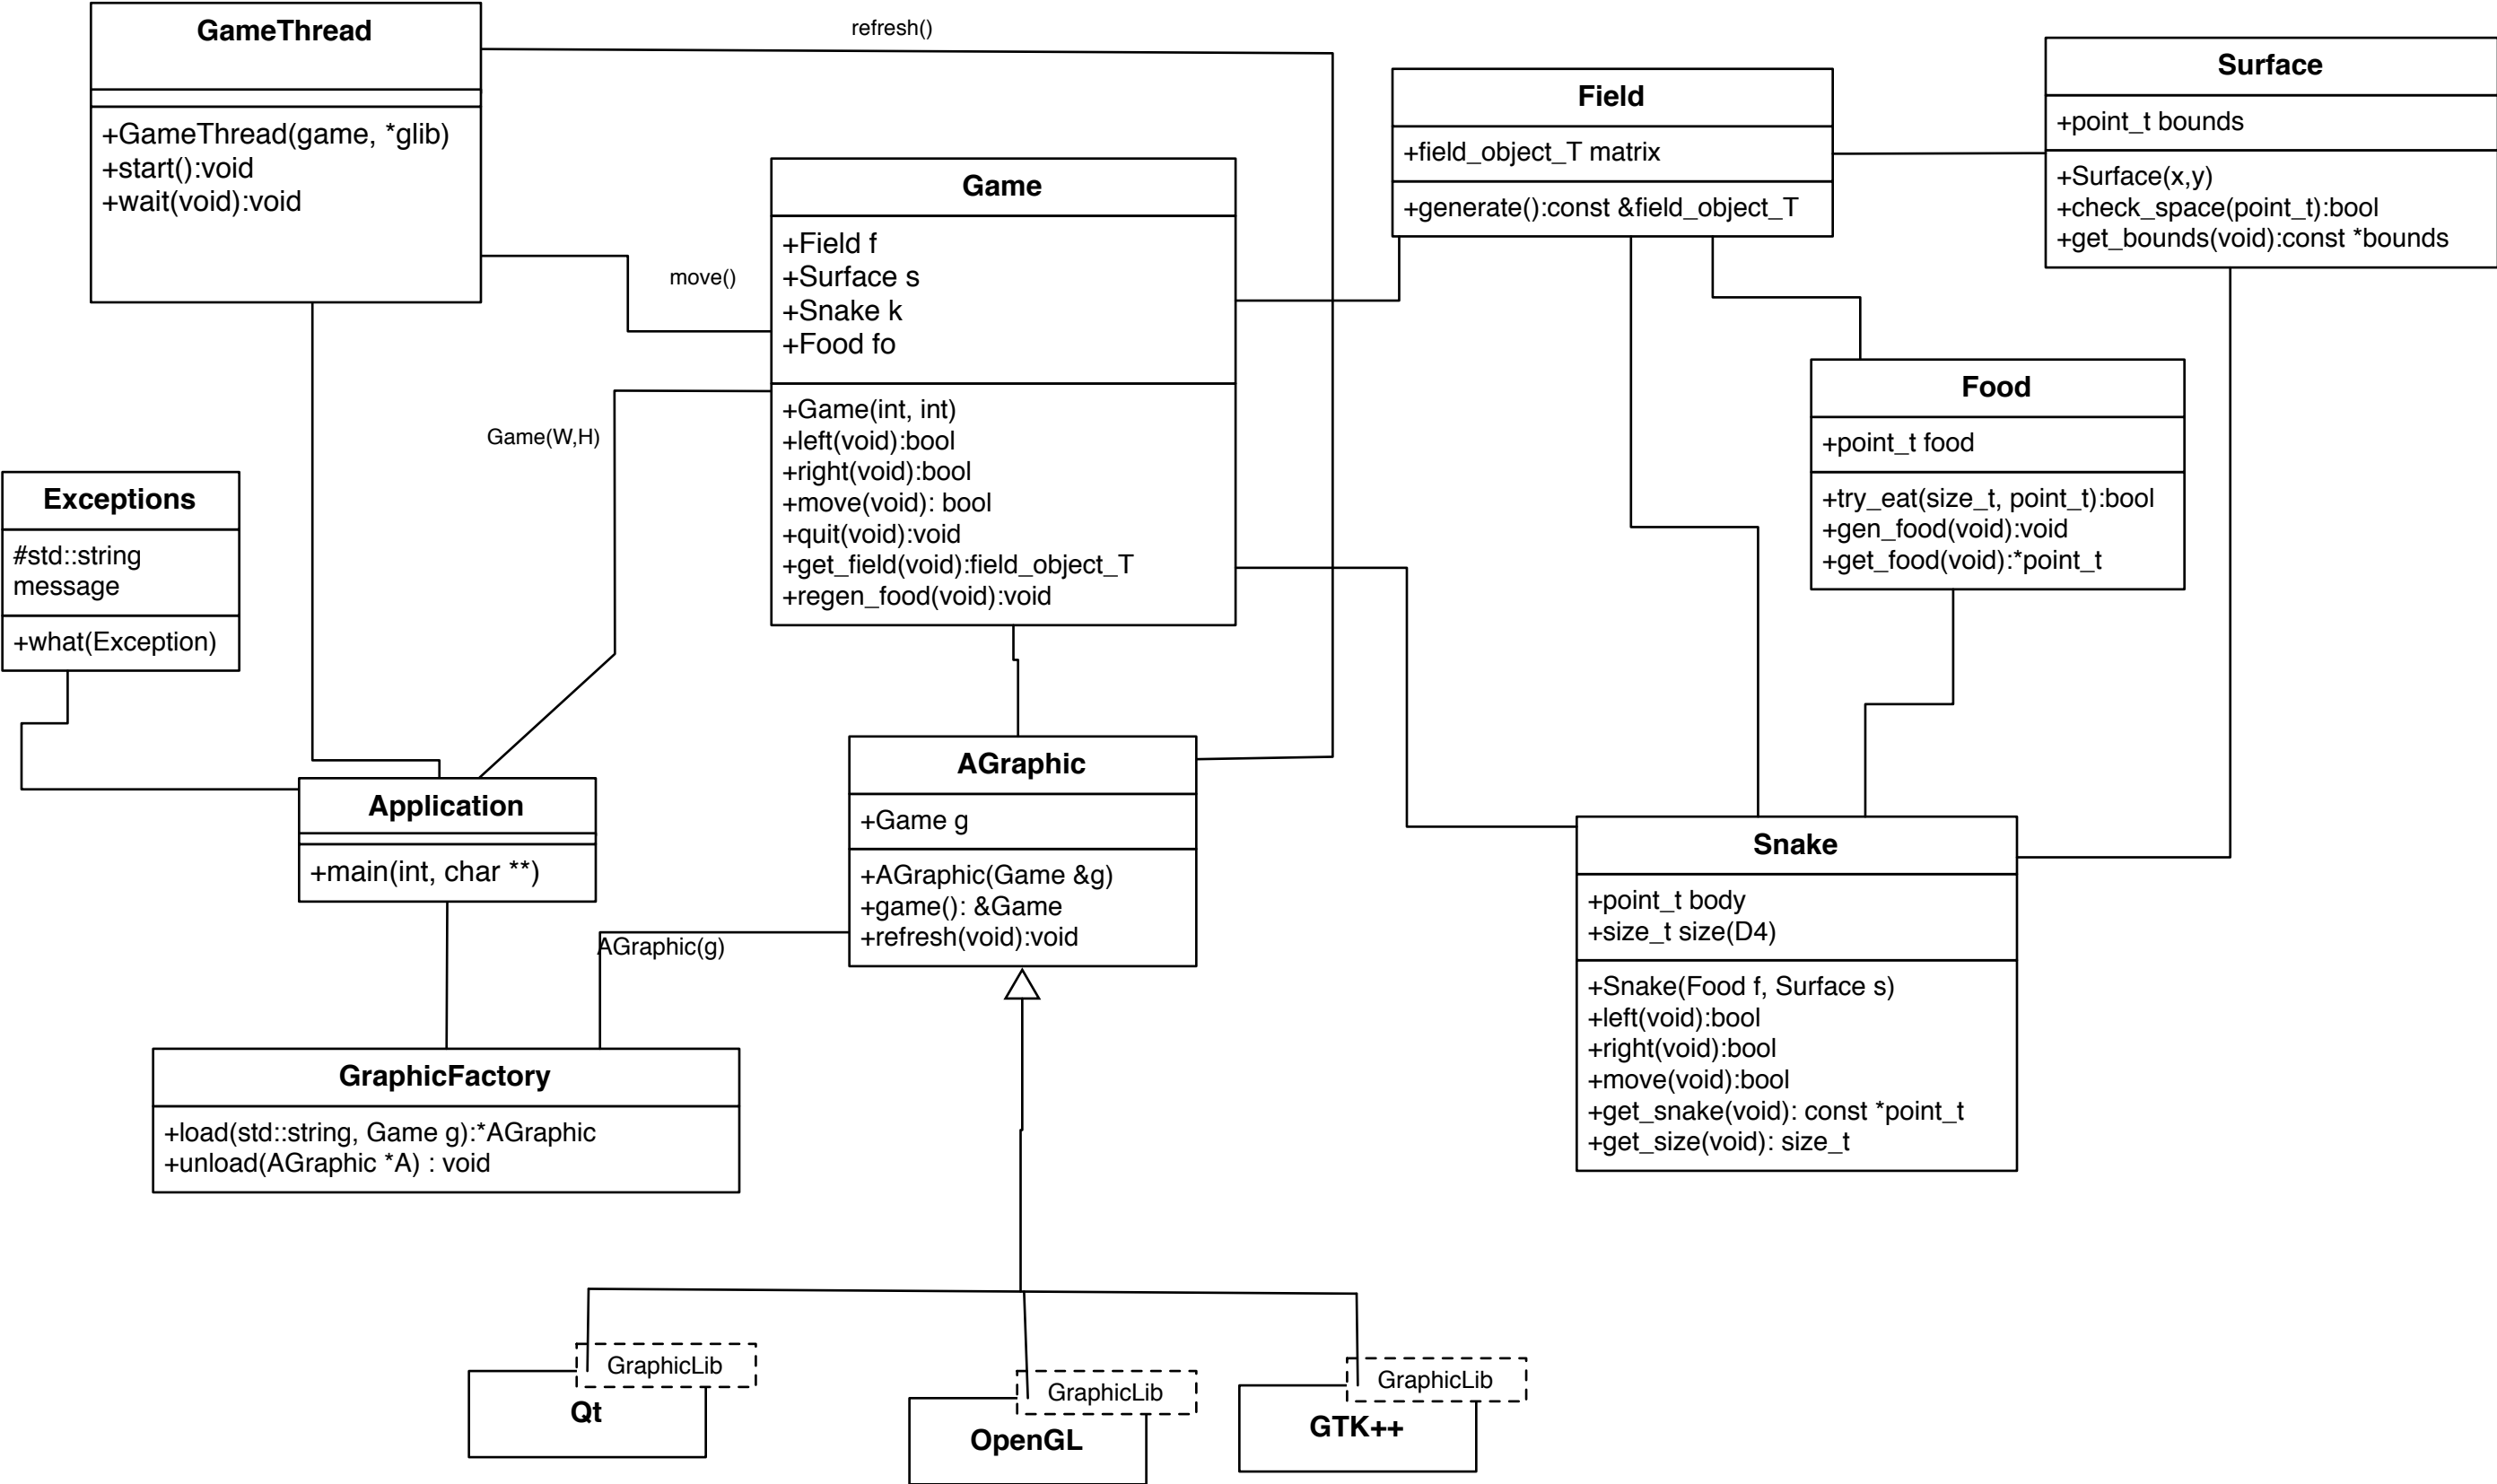 GameThread
+GameThread(game, *glib)
+start():void
+wait(void):void
refresh()
move()
Game(W,H)
Game
+Field f
+Surface s
+Snake k
+Food fo
+Game(int, int)
+left(void):bool
+right(void):bool
+move(void): bool
+quit(void):void
+get_field(void):field_object_T
+regen_food(void):void
Field
+field_object_T matrix
+generate():const &field_object_T
Surface
+point_t bounds
+Surface(x,y)
+check_space(point_t):bool
+get_bounds(void):const *bounds
Food
+point_t food
+try_eat(size_t, point_t):bool
+gen_food(void):void
+get_food(void):*point_t
Exceptions
#std::string
message
+what(Exception)
Application
+main(int, char **)
AGraphic
+Game g
+AGraphic(Game &g)
+game(): &Game
+refresh(void):void
AGraphic(g)
Snake
+point_t body
+size_t size(D4)
+Snake(Food f, Surface s)
+left(void):bool
+right(void):bool
+move(void):bool
+get_snake(void): const *point_t
+get_size(void): size_t
GraphicFactory
+load(std::string, Game g):*AGraphic
+unload(AGraphic *A) : void
GraphicLib
Qt
GraphicLib
OpenGL
GraphicLib
GTK++